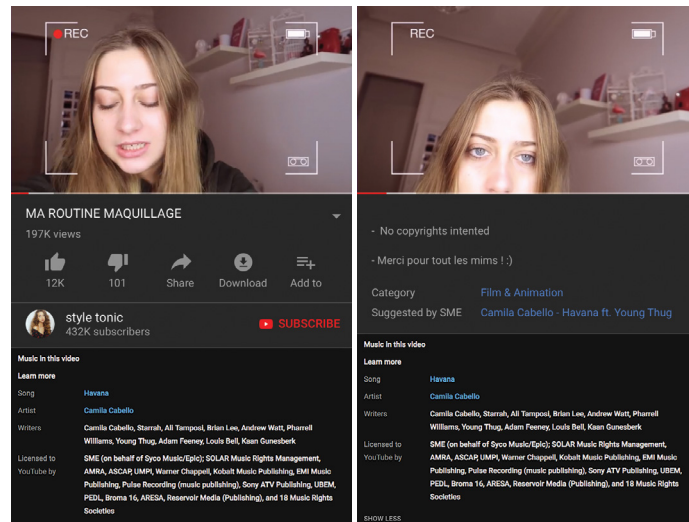 REC
MA ROUTINE MAQUILLAGE
197K views
12K
101
Share
Download
Add to
style tonic
432K subscribers
SUBSCRIBE
Music in this video
Learn more
Song Havana
Artist Camila Cabello
Writers Camila Cabello, Starrah, Ali Tamposi, Brian Lee, Andrew Watt, Pharrell
Williams, Young Thug, Adam Feeney, Louis Bell, Kaan Gunesberk
Licensed to SME (on behalf of Syco Music/Epic); SOLAR Music Rights Management,
YouTube by AMRA, ASCAP, UMPI, Warner Chappell, Kobalt Music Publishing, EMI Music
Publishing, Pulse Recording (music publishing), Sony ATV Publishing, UBEM,
PEDL, Broma 16, ARESA, Reservoir Media (Publishing), and 18 Music Rights
Societies
REC
- No copyrights intented
- Merci pour tout les mims ! :)
Category Film & Animation
Suggested by SME Camila Cabello - Havana ft. Young Thug
Music in this video
Learn more
Song Havana
Artist Camila Cabello
Writers Camila Cabello, Starrah, Ali Tamposi, Brian Lee, Andrew Watt, Pharrell
Williams, Young Thug, Adam Feeney, Louis Bell, Kaan Gunesberk
Licensed to SME (on behalf of Syco Music/Epic); SOLAR Music Rights Management,
YouTube by AMRA, ASCAP, UMPI, Warner Chappell, Kobalt Music Publishing, EMI Music
Publishing, Pulse Recording (music publishing), Sony ATV Publishing, UBEM,
PEDL, Broma 16, ARESA, Reservoir Media (Publishing), and 18 Music Rights
Societies
SHOW LESS